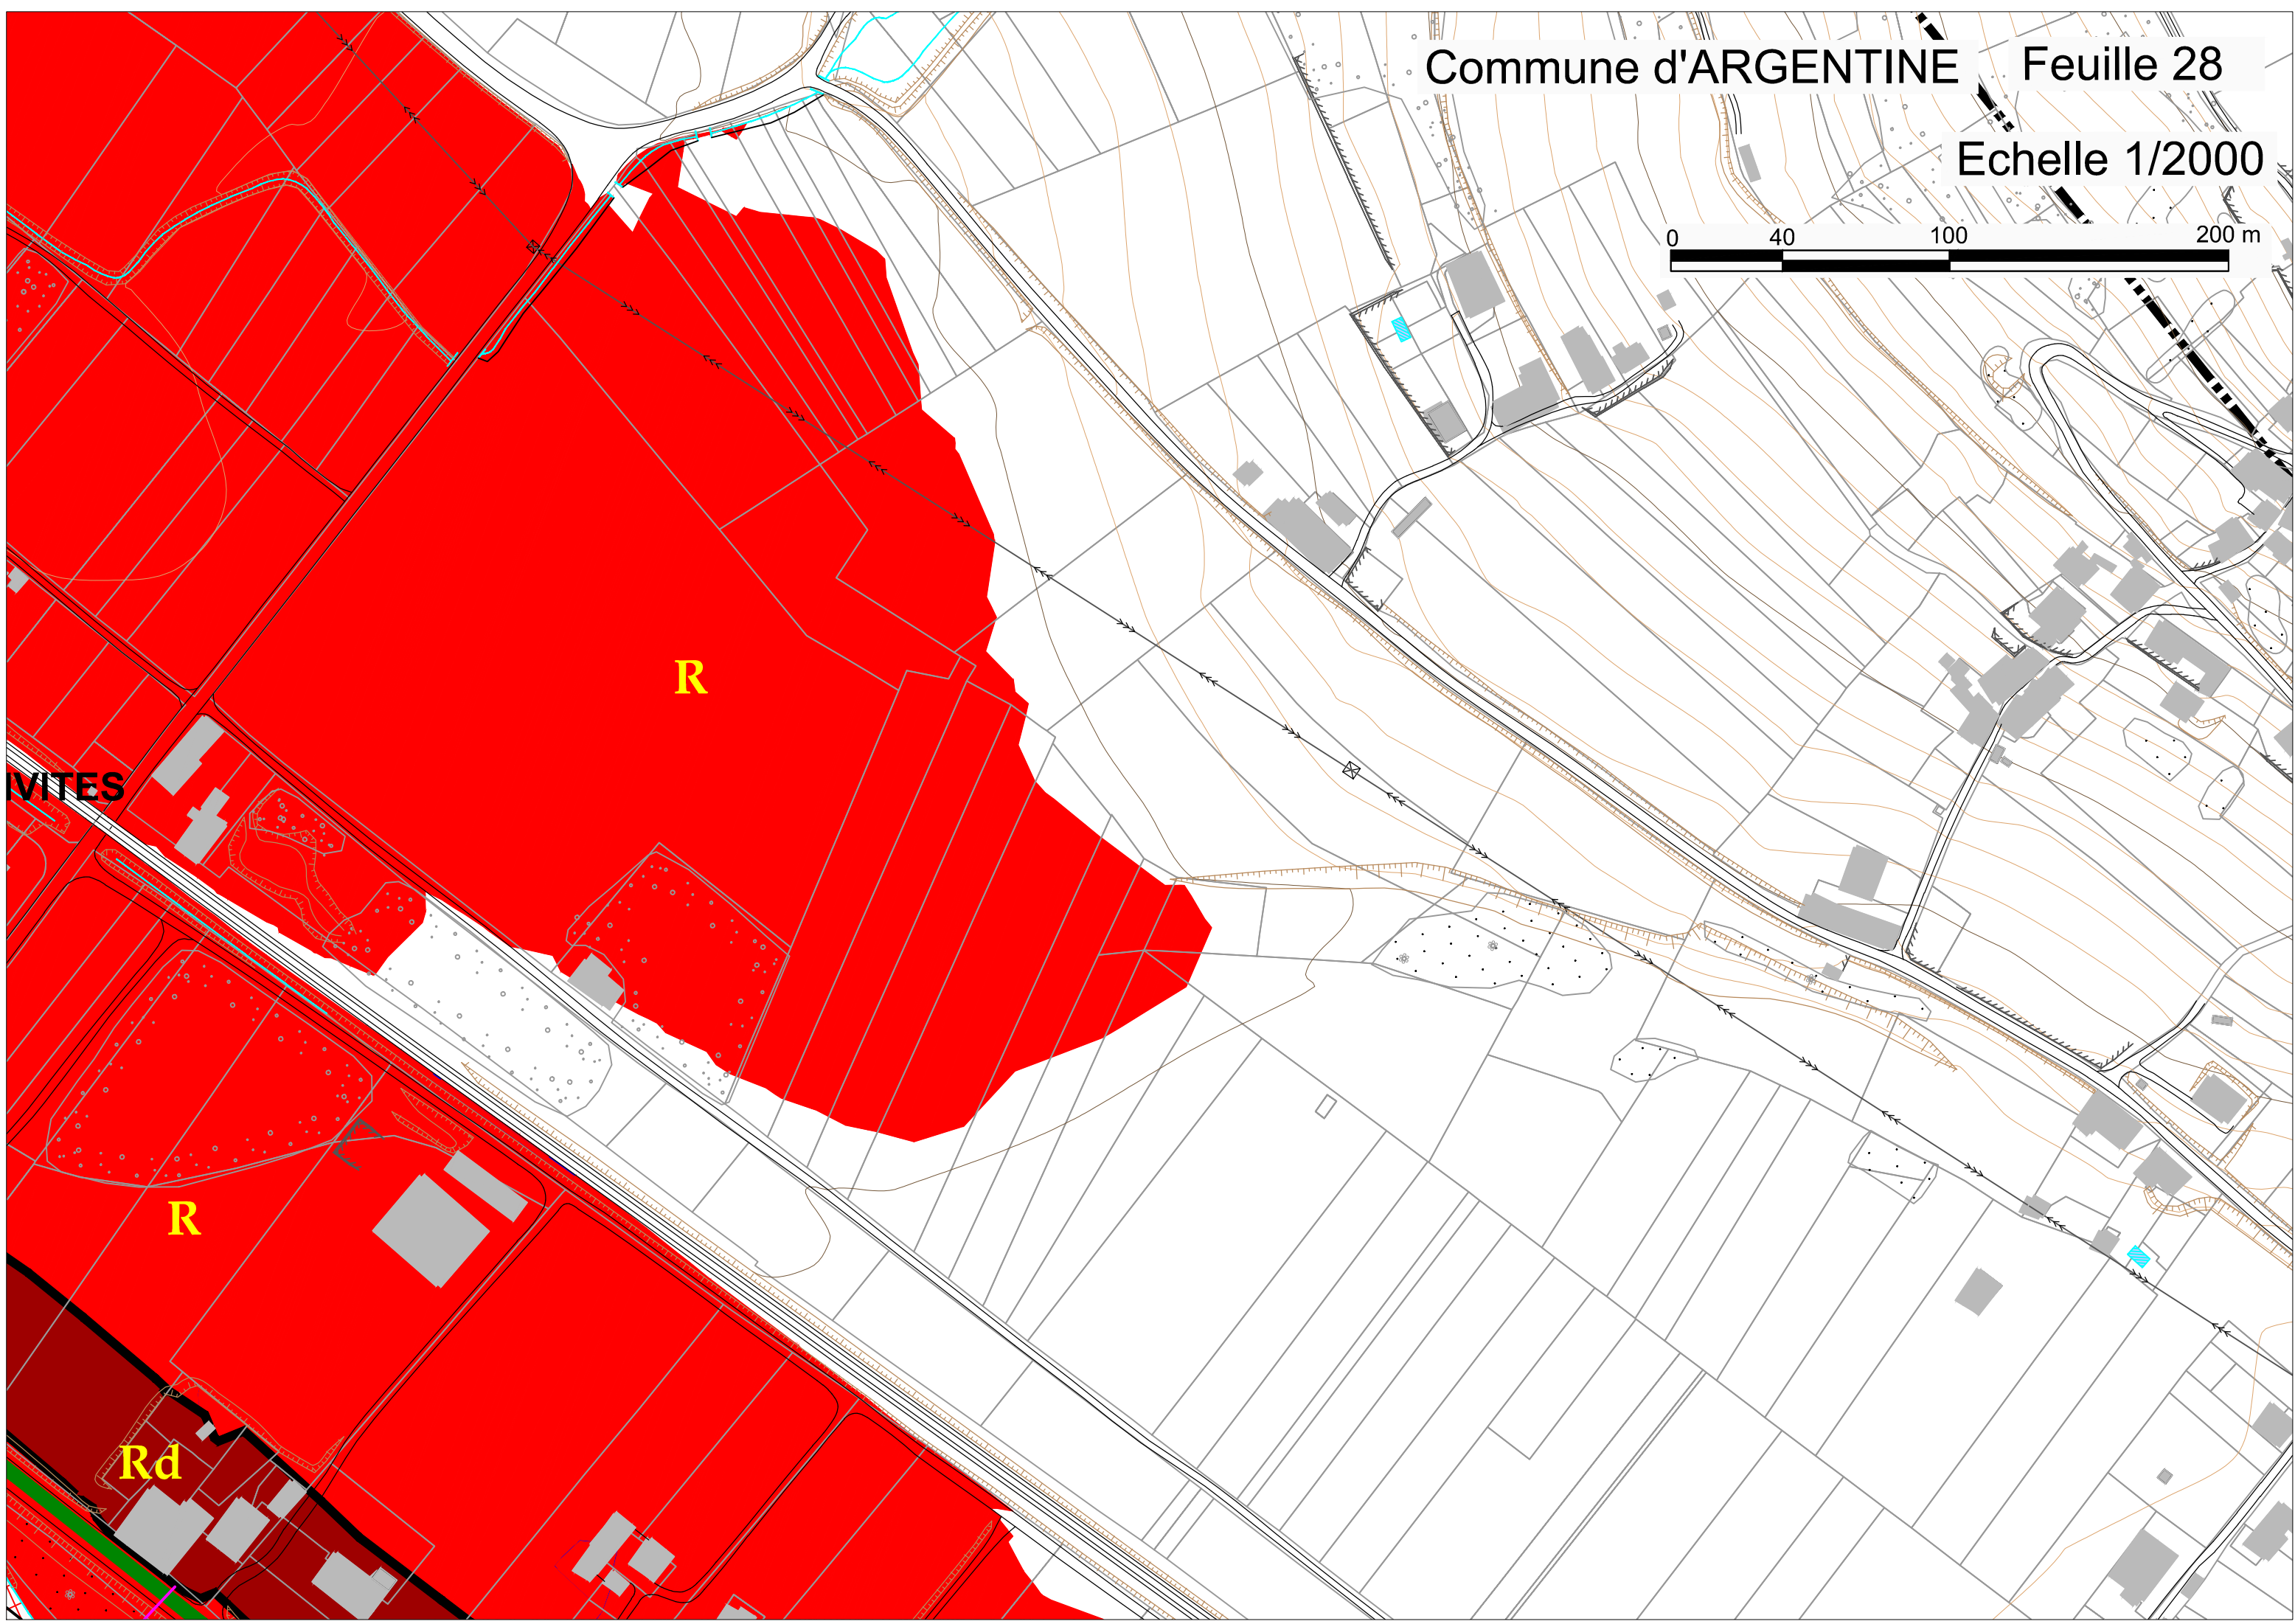 Commune d'ARGENTINE Feuille 28
Echelle 1/2000
0 40 100 200 m
R
IVITES
R
Rd